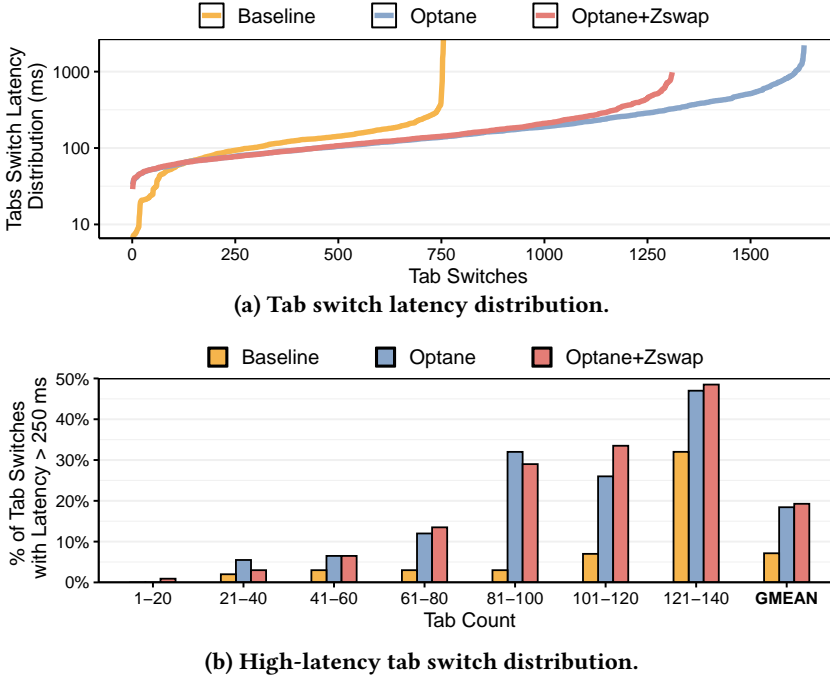 Baseline Optane Optane+Zswap
Tabs Switch Latency
Distribution (ms)
1000
100
10
0 250 500 750 1000 1250 1500
Tab Switches
(a) Tab switch latency distribution.
Baseline Optane Optane+Zswap
% of Tab Switches
with Latency > 250 ms
50%
40%
30%
20%
10%
0%
1−20 21−40 41−60 61−80 81−100 101−120 121−140 GMEAN
Tab Count
(b) High-latency tab switch distribution.